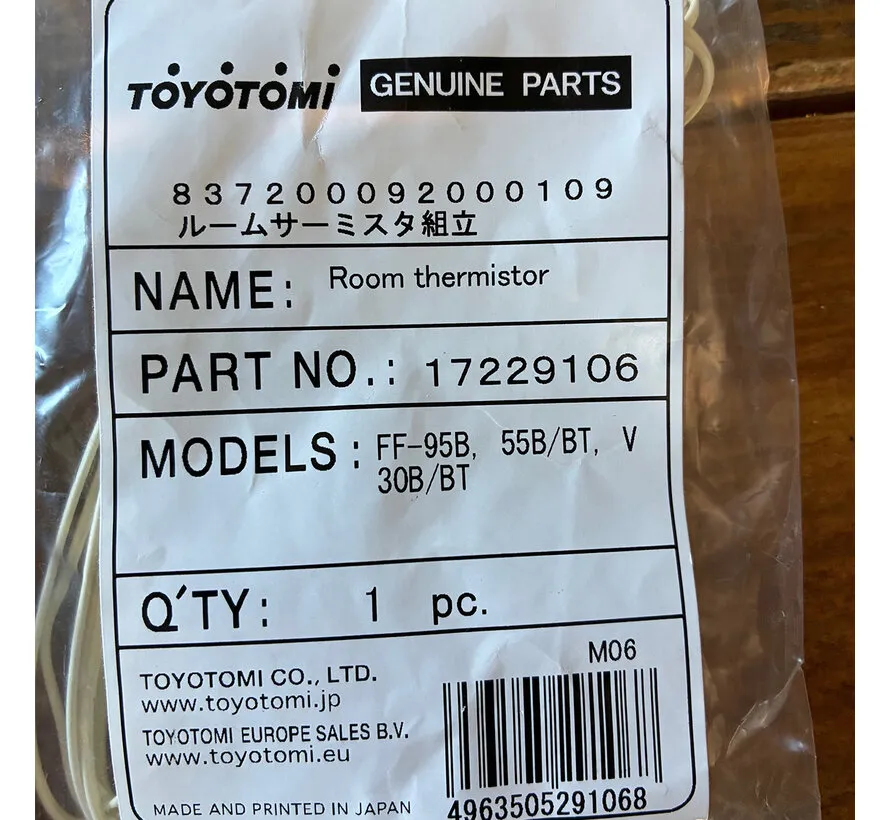 TOYOTOMI GENUINE PARTS
837200092000109
ルームサーミスタ組立
NAME: Room thermistor
PART NO.: 17229106
MODELS: FF-95B, 55B/BT, V
30B/BT
Q'TY: 1 pc.
M06
TOYOTOMI CO., LTD.
www.toyotomi.jp
TOYOTOMI EUROPE SALES B.V.
www.toyotomi.eu
MADE AND PRINTED IN JAPAN
4963505291068